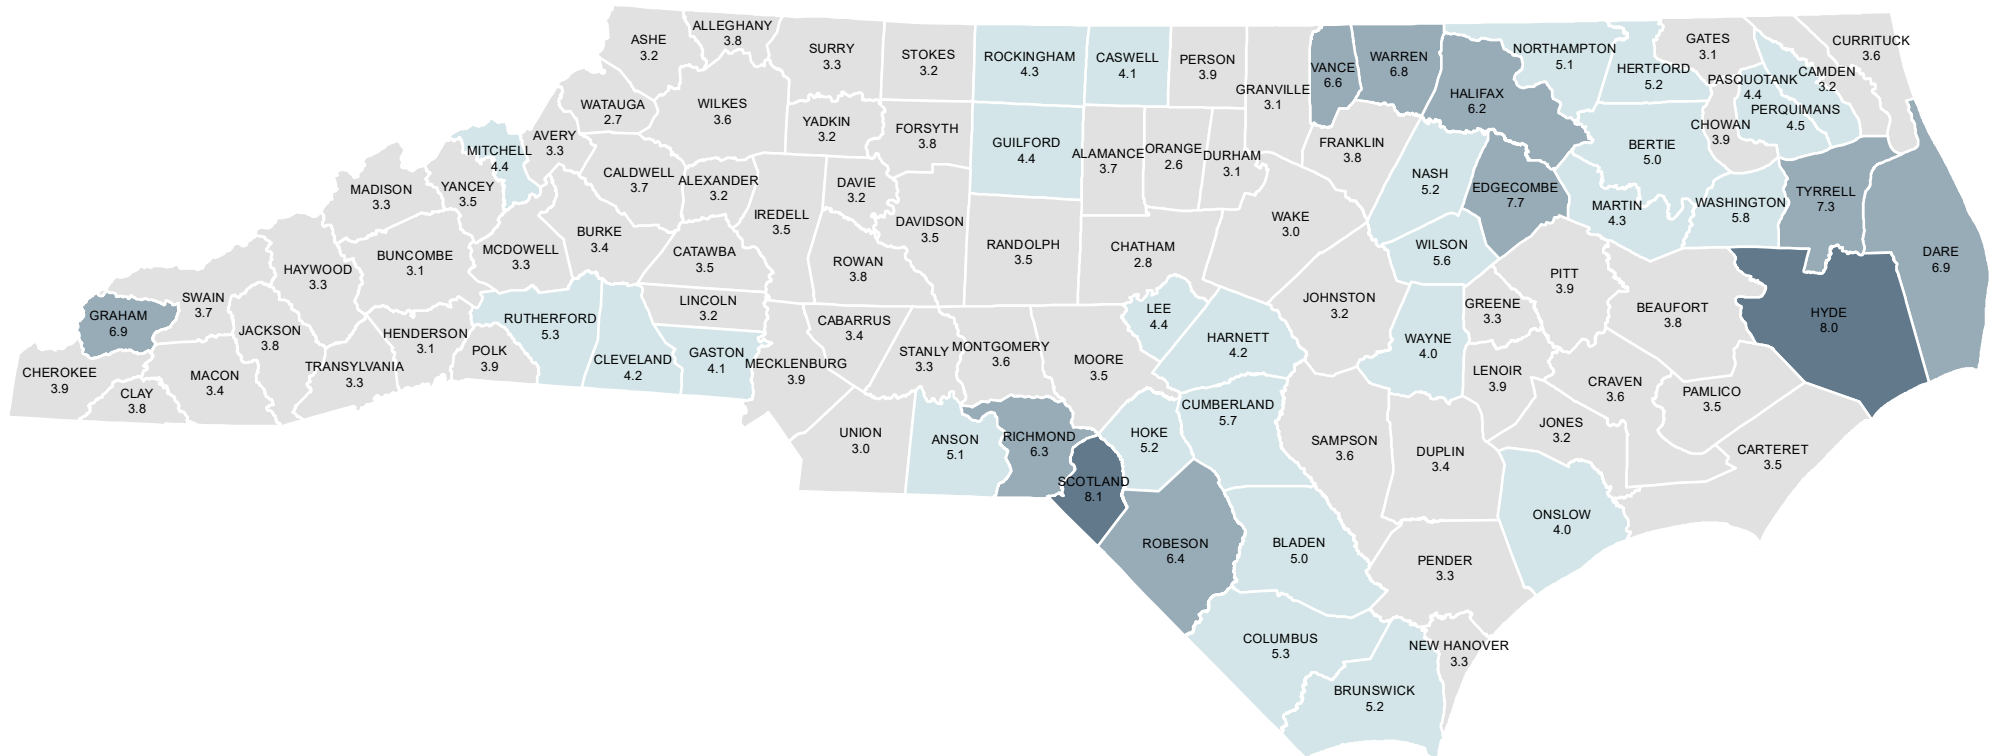 ALLEGHANY
3.8
ASHE
3.2
SURRY
3.3
STOKES
3.2
ROCKINGHAM
4.3
CASWELL
4.1
PERSON
3.9
GRANVILLE
3.1
VANCE
6.6
WARREN
6.8
HALIFAX
6.2
NORTHAMPTON
5.1
HERTFORD
5.2
GATES
3.1
PASQUOTANK
4.4
CAMDEN
3.2
CURRITUCK
3.6
PERQUIMANS
4.5
CHOWAN
3.9
WATAUGA
2.7
WILKES
3.6
YADKIN
3.2
FORSYTH
3.8
GUILFORD
4.4
ALAMANCE
3.7
ORANGE
2.6
DURHAM
3.1
FRANKLIN
3.8
NASH
5.2
EDGECOMBE
7.7
BERTIE
5.0
MARTIN
4.3
WASHINGTON
5.8
TYRRELL
7.3
DARE
6.9
MITCHELL
4.4
AVERY
3.3
CALDWELL
3.7
ALEXANDER
3.2
DAVIE
3.2
MADISON
3.3
YANCEY
3.5
IREDELL
3.5
DAVIDSON
3.5
BURKE
3.4
MCDOWELL
3.3
BUNCOMBE
3.1
HAYWOOD
3.3
CATAWBA
3.5
ROWAN
3.8
RANDOLPH
3.5
CHATHAM
2.8
WAKE
3.0
WILSON
5.6
PITT
3.9
JOHNSTON
3.2
GREENE
3.3
BEAUFORT
3.8
HYDE
8.0
SWAIN
3.7
GRAHAM
6.9
JACKSON
3.8
HENDERSON
3.1
POLK
3.9
RUTHERFORD
5.3
CLEVELAND
4.2
LINCOLN
3.2
GASTON
4.1
MECKLENBURG
3.9
CABARRUS
3.4
STANLY
3.3
MONTGOMERY
3.6
MOORE
3.5
LEE
4.4
HARNETT
4.2
WAYNE
4.0
LENOIR
3.9
CRAVEN
3.6
PAMLICO
3.5
CHEROKEE
3.9
CLAY
3.8
MACON
3.4
TRANSYLVANIA
3.3
UNION
3.0
ANSON
5.1
RICHMOND
6.3
HOKE
5.2
CUMBERLAND
5.7
SAMPSON
3.6
DUPLIN
3.4
JONES
3.2
CARTERET
3.5
SCOTLAND
8.1
ROBESON
6.4
BLADEN
5.0
PENDER
3.3
ONSLOW
4.0
COLUMBUS
5.3
NEW HANOVER
3.3
BRUNSWICK
5.2